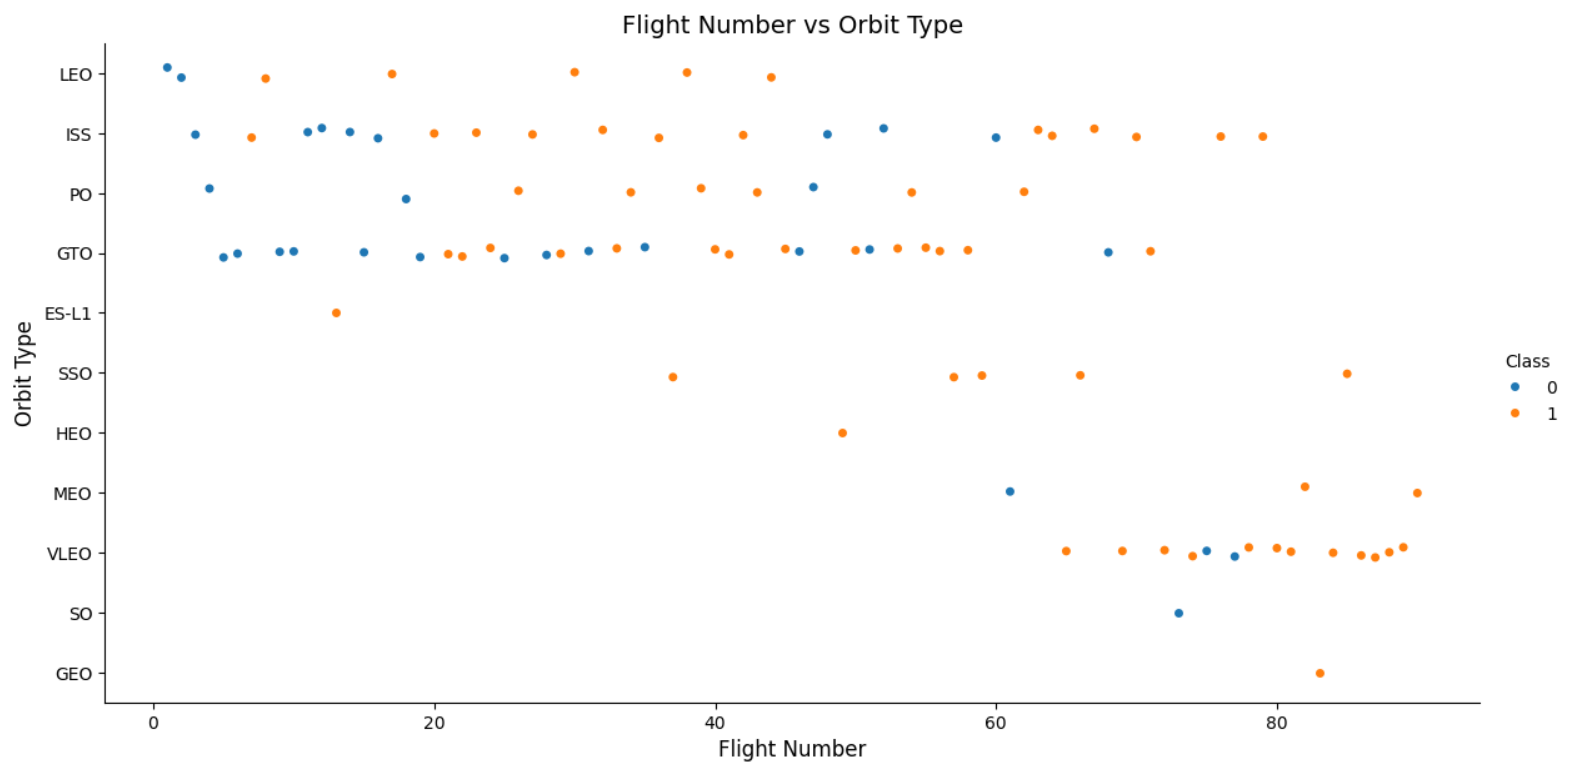 Flight Number vs Orbit Type
Orbit Type
LEO
ISS
PO
GTO
ES-L1
SSO
HEO
MEO
VLEO
SO
GEO
0 20 40 60 80
Flight Number
Class
0
1